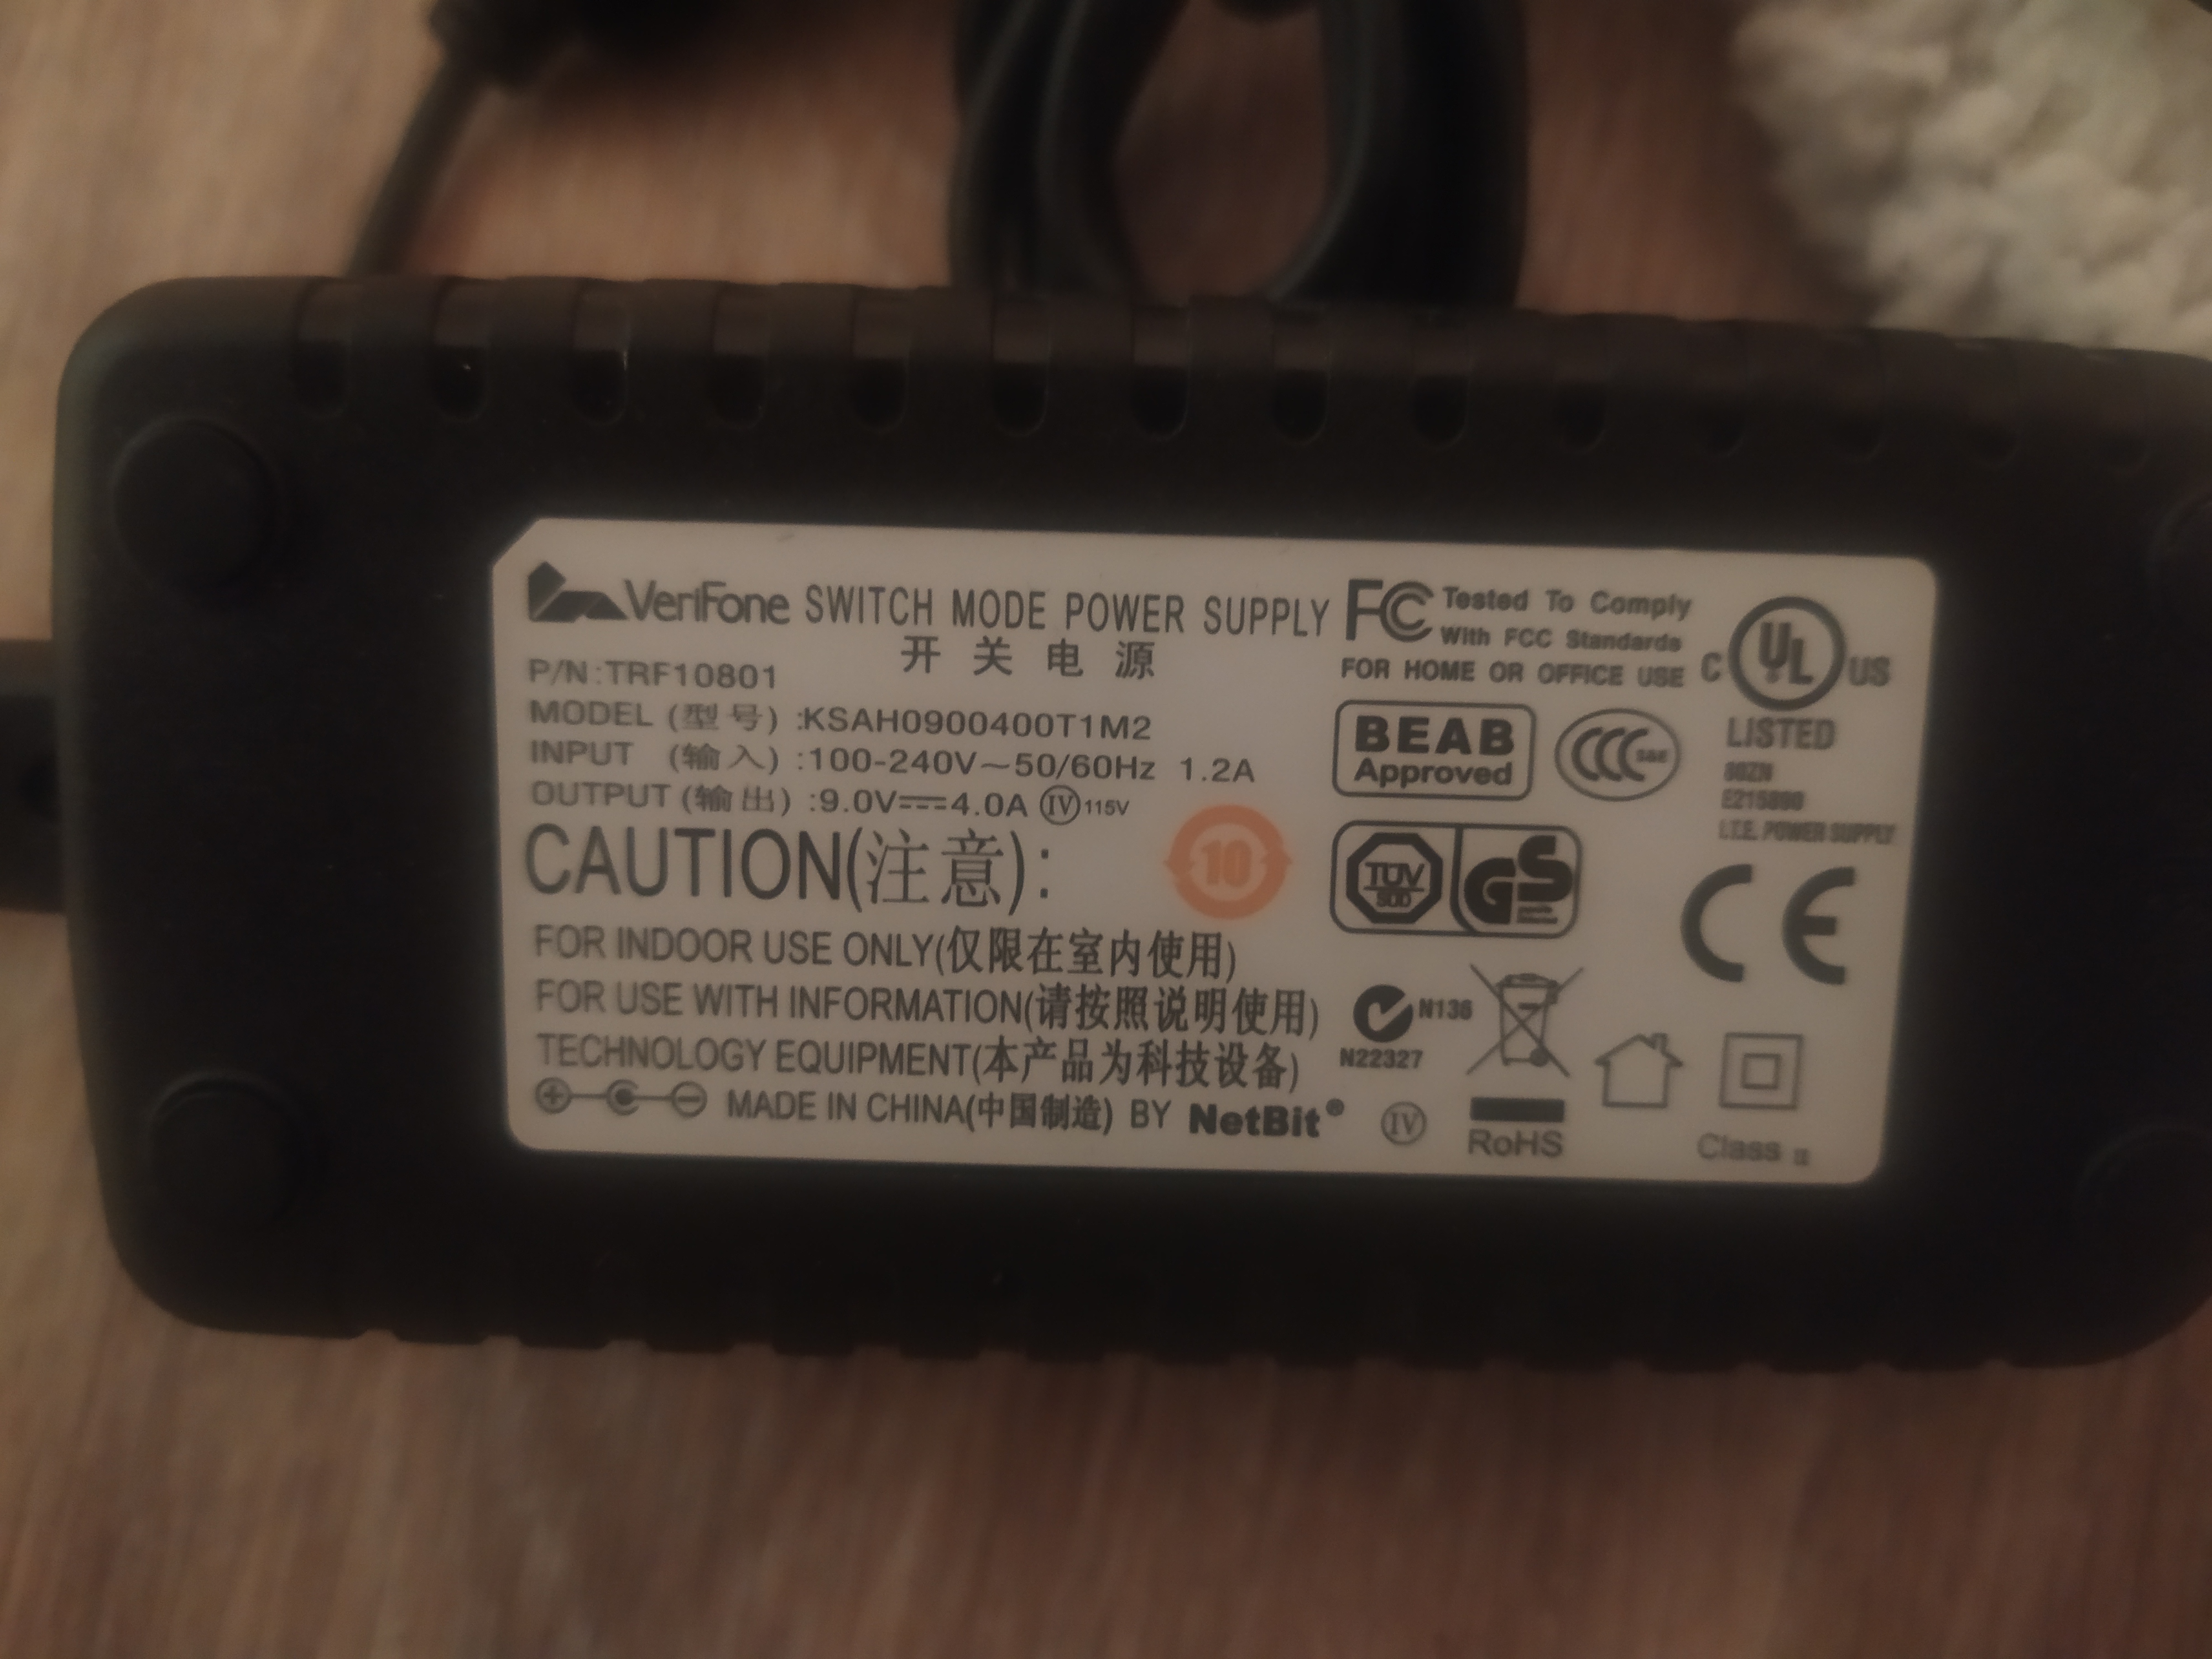 VeriFone SWITCH MODE POWER SUPPLY
开关电源
P/N:TRF10801
MODEL (型号) :KSAH0900400T1M2
INPUT (输入) :100-240V～50/60Hz 1.2A
OUTPUT (输出) :9.0V⎓4.0A IV 115V
CAUTION(注意):
10
FOR INDOOR USE ONLY(仅限在室内使用)
FOR USE WITH INFORMATION(请按照说明使用)
TECHNOLOGY EQUIPMENT(本产品为科技设备)
MADE IN CHINA(中国制造) BY NetBit®
FC Tested To Comply
With FCC Standards
FOR HOME OR OFFICE USE
C UL US
LISTED
I.T.E. POWER SUPPLY
BEAB
Approved
CCC S&E
TÜV
SÜD
GS
CE
N136
N22327
IV
RoHS
Class II